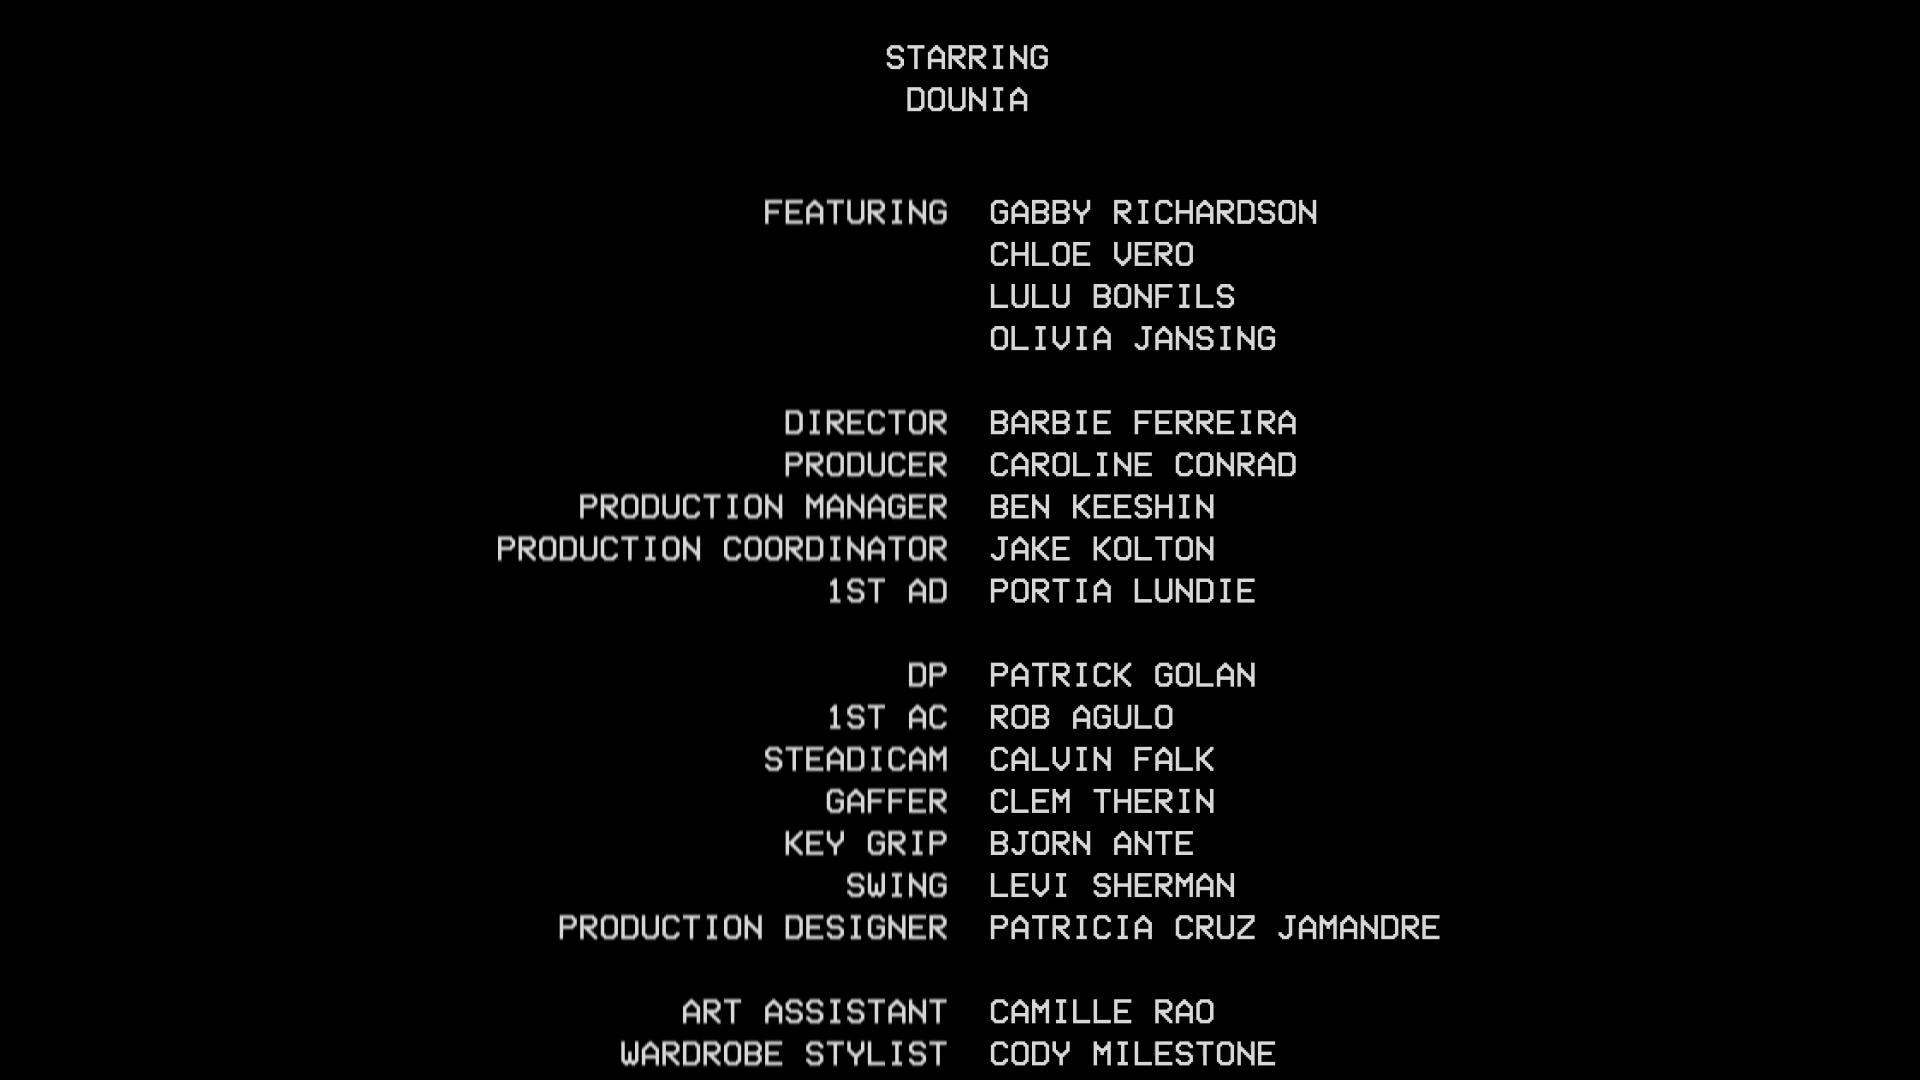 STARRING
DOUNIA
FEATURING GABBY RICHARDSON
CHLOE VERO
LULU BONFILS
OLIVIA JANSING
DIRECTOR BARBIE FERREIRA
PRODUCER CAROLINE CONRAD
PRODUCTION MANAGER BEN KEESHIN
PRODUCTION COORDINATOR JAKE KOLTON
1ST AD PORTIA LUNDIE
DP PATRICK GOLAN
1ST AC ROB AGULO
STEADICAM CALVIN FALK
GAFFER CLEM THERIN
KEY GRIP BJORN ANTE
SWING LEVI SHERMAN
PRODUCTION DESIGNER PATRICIA CRUZ JAMANDRE
ART ASSISTANT CAMILLE RAO
WARDROBE STYLIST CODY MILESTONE